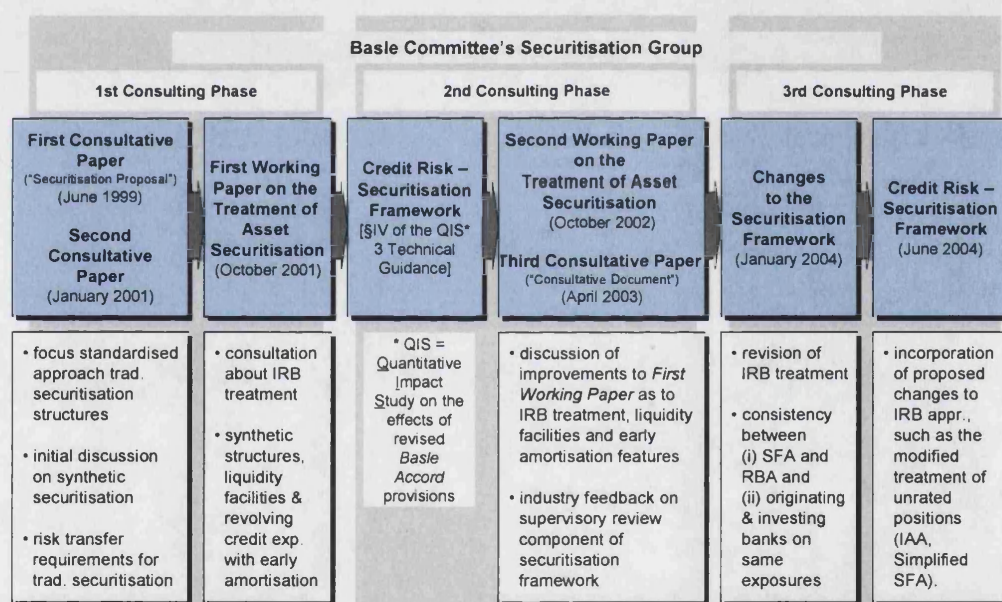 Basle Committee's Securitisation Group
1st Consulting Phase
2nd Consulting Phase
3rd Consulting Phase
First Consultative
Paper
("Securitisation Proposal")
(June 1999)
Second
Consultative
Paper
(January 2001)
First Working
Paper on the
Treatment of
Asset
Securitisation
(October 2001)
Credit Risk –
Securitisation
Framework
[§IV of the QIS*
3 Technical
Guidance]
Second Working Paper
on the
Treatment of Asset
Securitisation
(October 2002)
Third Consultative Paper
("Consultative Document")
(April 2003)
Changes
to the
Securitisation
Framework
(January 2004)
Credit Risk –
Securitisation
Framework
(June 2004)
• focus standardised
approach trad.
securitisation
structures
• initial discussion
on synthetic
securitisation
• risk transfer
requirements for
trad. securitisation
• consultation
about IRB
treatment
• synthetic
structures,
liquidity
facilities &
revolving
credit exp.
with early
amortisation
* QIS =
Quantitative
Impact
Study on the
effects of
revised
Basle
Accord
provisions
• discussion of
improvements to First
Working Paper as to
IRB treatment, liquidity
facilities and early
amortisation features
• industry feedback on
supervisory review
component of
securitisation
framework
• revision of
IRB treatment
• consistency
between
(i) SFA and
RBA and
(ii) originating
& investing
banks on
same
exposures
• incorporation
of proposed
changes to
IRB appr.,
such as the
modified
treatment of
unrated
positions
(IAA,
Simplified
SFA).